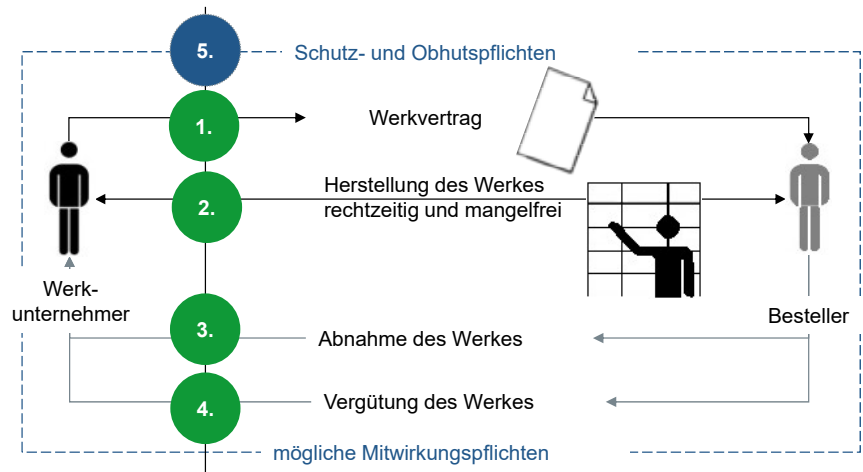 5.
Schutz- und Obhutspflichten
1.
Werkvertrag
2.
Herstellung des Werkes
rechtzeitig und mangelfrei
Werk-
unternehmer
Besteller
3.
Abnahme des Werkes
4.
Vergütung des Werkes
mögliche Mitwirkungspflichten